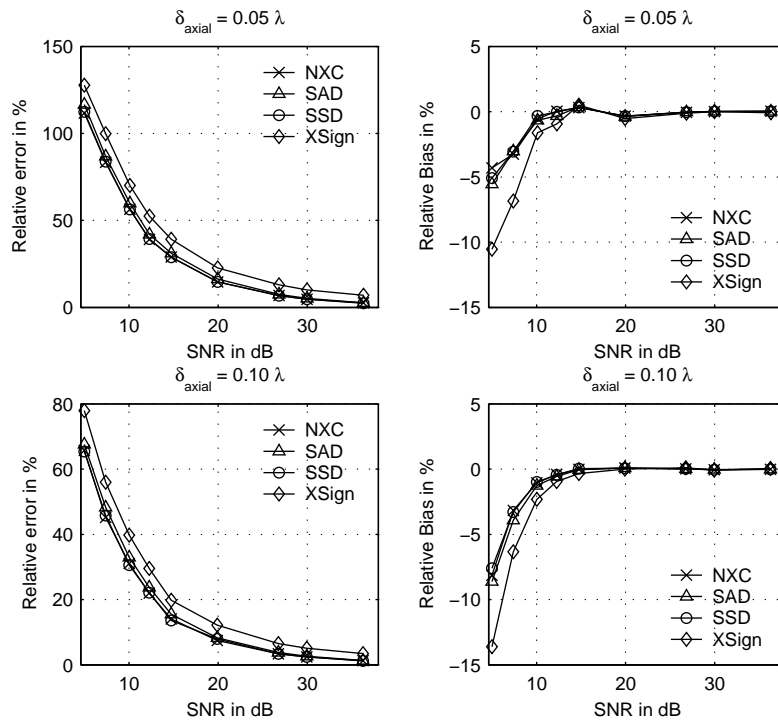 δaxial = 0.05 λ
150
100
50
0
Relative error in %
10
20
30
SNR in dB
NXC
SAD
SSD
XSign
δaxial = 0.05 λ
5
0
−5
−10
−15
Relative Bias in %
10
20
30
SNR in dB
NXC
SAD
SSD
XSign
δaxial = 0.10 λ
80
60
40
20
0
Relative error in %
10
20
30
SNR in dB
NXC
SAD
SSD
XSign
δaxial = 0.10 λ
5
0
−5
−10
−15
Relative Bias in %
10
20
30
SNR in dB
NXC
SAD
SSD
XSign